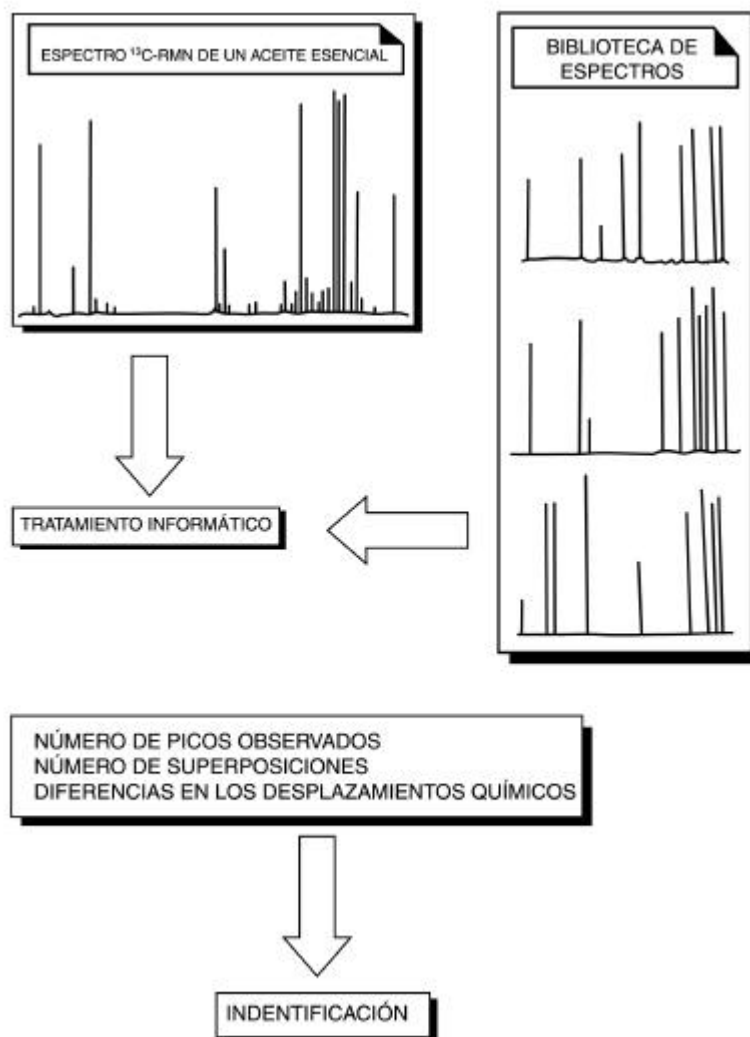 ESPECTRO ¹³C-RMN DE UN ACEITE ESENCIAL
BIBLIOTECA DE
ESPECTROS
TRATAMIENTO INFORMÁTICO
NÚMERO DE PICOS OBSERVADOS
NÚMERO DE SUPERPOSICIONES
DIFERENCIAS EN LOS DESPLAZAMIENTOS QUÍMICOS
INDENTIFICACIÓN